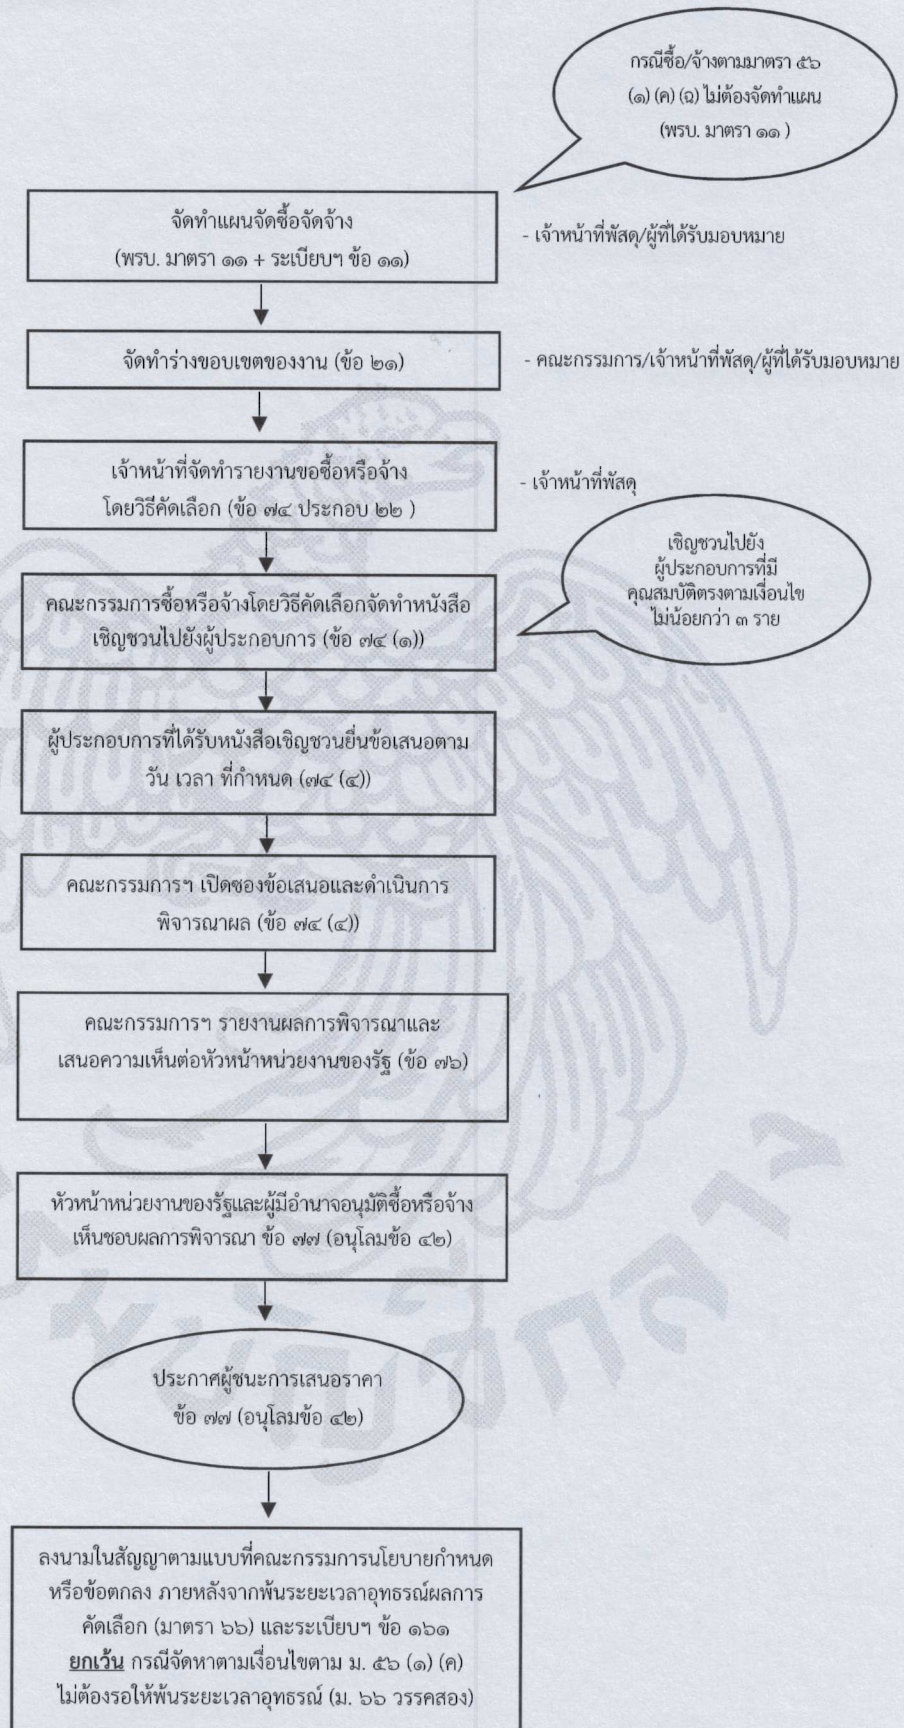 กรณีซื้อ/จ้างตามมาตรา ๕๖
(๑) (ค) (ฉ) ไม่ต้องจัดทำแผน
(พรบ. มาตรา ๑๑ )
จัดทำแผนจัดซื้อจัดจ้าง
(พรบ. มาตรา ๑๑ + ระเบียบฯ ข้อ ๑๑)
- เจ้าหน้าที่พัสดุ/ผู้ที่ได้รับมอบหมาย
จัดทำร่างขอบเขตของงาน (ข้อ ๒๑)
- คณะกรรมการ/เจ้าหน้าที่พัสดุ/ผู้ที่ได้รับมอบหมาย
เจ้าหน้าที่จัดทำรายงานขอซื้อหรือจ้าง
โดยวิธีคัดเลือก (ข้อ ๗๔ ประกอบ ๒๒ )
- เจ้าหน้าที่พัสดุ
เชิญชวนไปยัง
ผู้ประกอบการที่มี
คุณสมบัติตรงตามเงื่อนไข
ไม่น้อยกว่า ๓ ราย
คณะกรรมการซื้อหรือจ้างโดยวิธีคัดเลือกจัดทำหนังสือ
เชิญชวนไปยังผู้ประกอบการ (ข้อ ๗๔ (๑))
ผู้ประกอบการที่ได้รับหนังสือเชิญชวนยื่นข้อเสนอตาม
วัน เวลา ที่กำหนด (๗๔ (๔))
คณะกรรมการฯ เปิดซองข้อเสนอและดำเนินการ
พิจารณาผล (ข้อ ๗๔ (๔))
คณะกรรมการฯ รายงานผลการพิจารณาและ
เสนอความเห็นต่อหัวหน้าหน่วยงานของรัฐ (ข้อ ๗๖)
หัวหน้าหน่วยงานของรัฐและผู้มีอำนาจอนุมัติซื้อหรือจ้าง
เห็นชอบผลการพิจารณา ข้อ ๗๗ (อนุโลมข้อ ๔๒)
ประกาศผู้ชนะการเสนอราคา
ข้อ ๗๗ (อนุโลมข้อ ๔๒)
ลงนามในสัญญาตามแบบที่คณะกรรมการนโยบายกำหนด
หรือข้อตกลง ภายหลังจากพ้นระยะเวลาอุทธรณ์ผลการ
คัดเลือก (มาตรา ๖๖) และระเบียบฯ ข้อ ๑๖๑
ยกเว้น กรณีจัดหาตามเงื่อนไขตาม ม. ๕๖ (๑) (ค)
ไม่ต้องรอให้พ้นระยะเวลาอุทธรณ์ (ม. ๖๖ วรรคสอง)